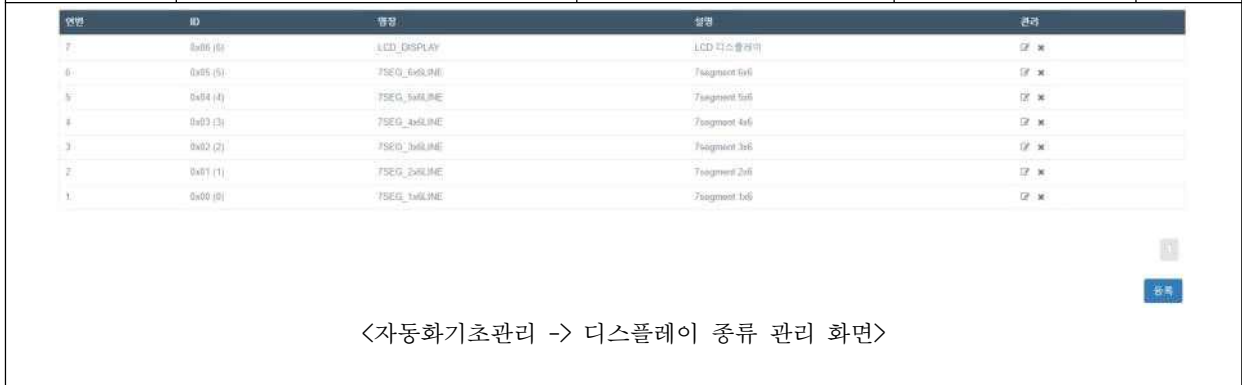 연번 ID 명칭 설명 관리
7 0x06 (6) LCD_DISPLAY LCD 디스플레이
6 0x05 (5) 7SEG_6x6LINE 7segment 6x6
5 0x04 (4) 7SEG_5x6LINE 7segment 5x6
4 0x03 (3) 7SEG_4x6LINE 7segment 4x6
3 0x02 (2) 7SEG_3x6LINE 7segment 3x6
2 0x01 (1) 7SEG_2x6LINE 7segment 2x6
1 0x00 (0) 7SEG_1x6LINE 7segment 1x6
1
등록
<자동화기초관리 -> 디스플레이 종류 관리 화면>